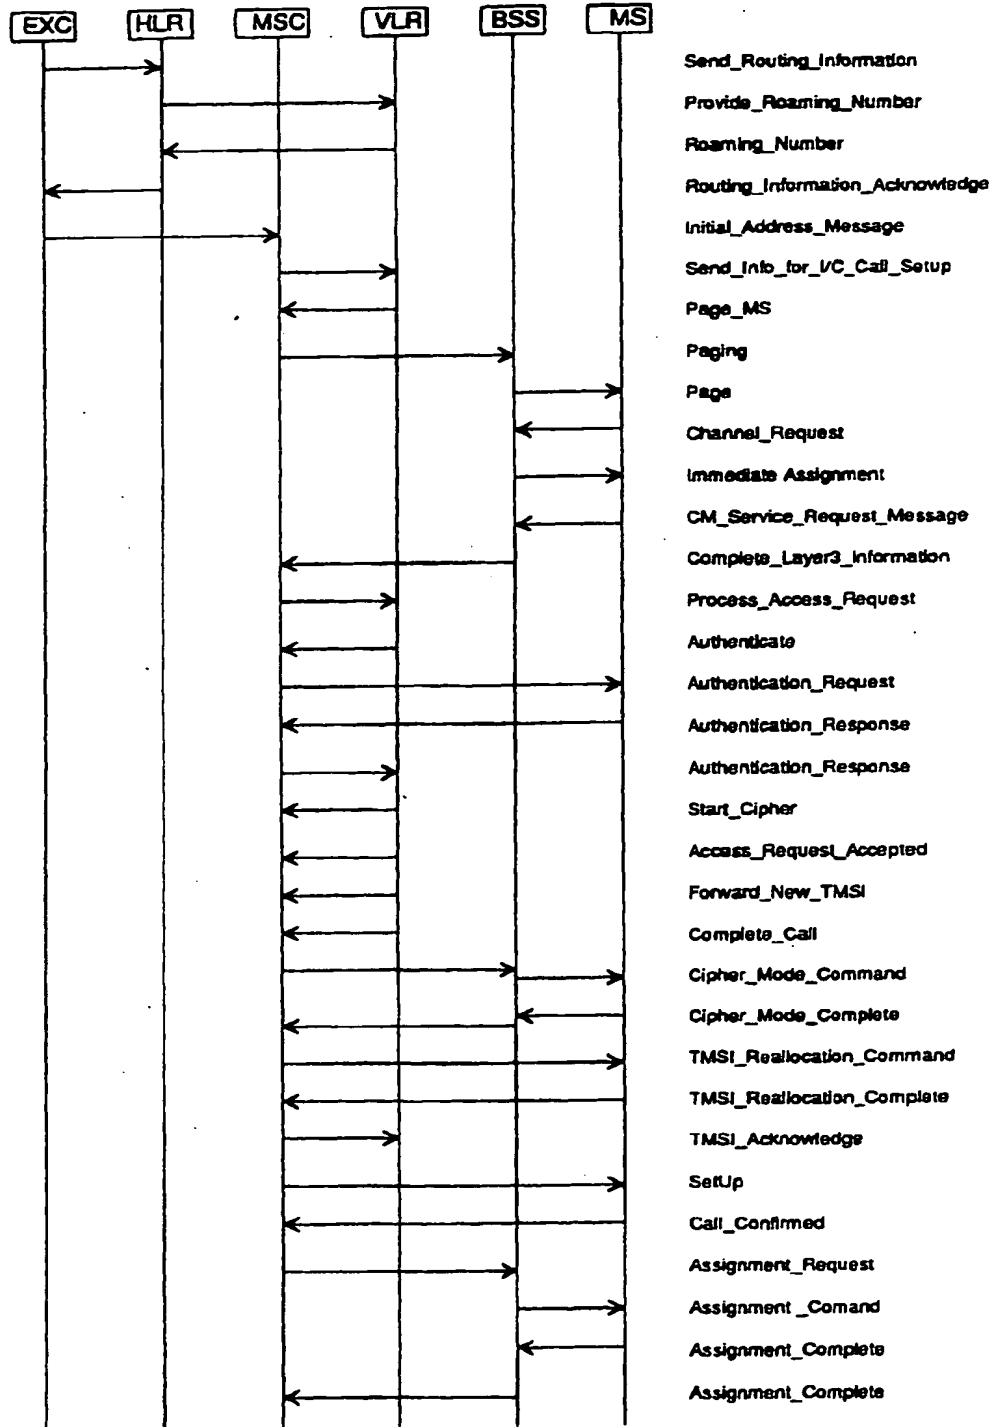 EXC HLR MSC VLR BSS MS
Send_Routing_Information
Provide_Roaming_Number
Roaming_Number
Routing_Information_Acknowledge
Initial_Address_Message
Send_Info_for_I/C_Call_Setup
Page_MS
Paging
Page
Channel_Request
Immediate Assignment
CM_Service_Request_Message
Complete_Layer3_Information
Process_Access_Request
Authenticate
Authentication_Request
Authentication_Response
Authentication_Response
Start_Cipher
Access_Request_Accepted
Forward_New_TMSI
Complete_Call
Cipher_Mode_Command
Cipher_Mode_Complete
TMSI_Reallocation_Command
TMSI_Reallocation_Complete
TMSI_Acknowledge
SetUp
Call_Confirmed
Assignment_Request
Assignment _Comand
Assignment_Complete
Assignment_Complete